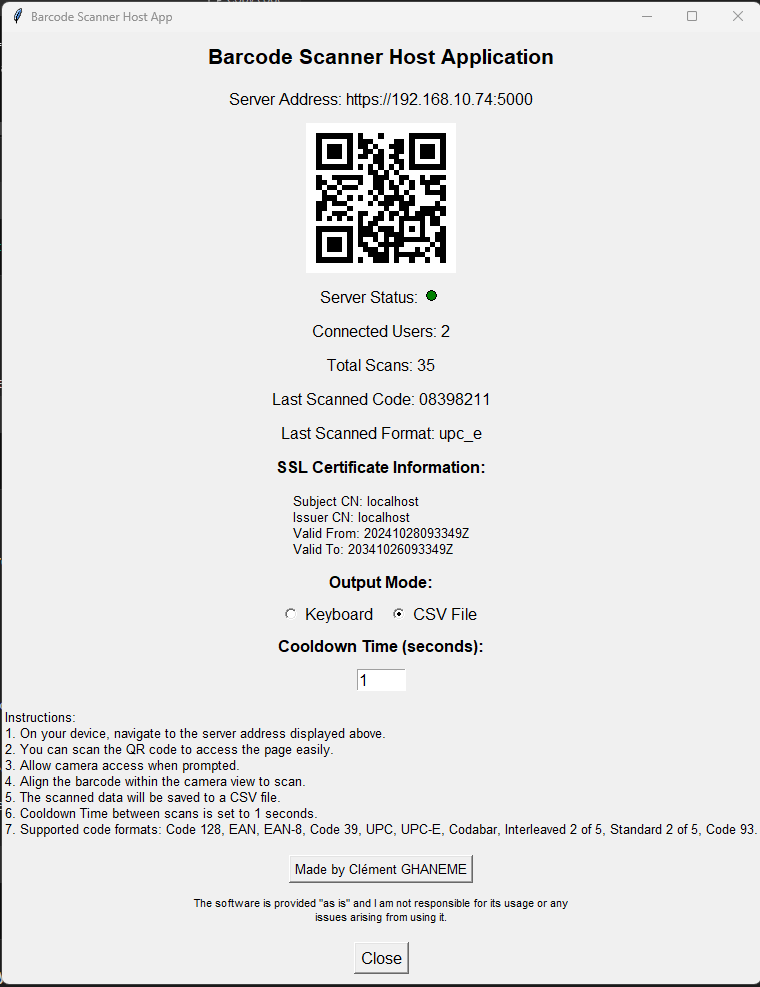 Barcode Scanner Host App
Barcode Scanner Host Application
Server Address: https://192.168.10.74:5000
Server Status:
Connected Users: 2
Total Scans: 35
Last Scanned Code: 08398211
Last Scanned Format: upc_e
SSL Certificate Information:
Subject CN: localhost
Issuer CN: localhost
Valid From: 20241028093349Z
Valid To: 20341026093349Z
Output Mode:
Keyboard CSV File
Cooldown Time (seconds):
1
Instructions:
1. On your device, navigate to the server address displayed above.
2. You can scan the QR code to access the page easily.
3. Allow camera access when prompted.
4. Align the barcode within the camera view to scan.
5. The scanned data will be saved to a CSV file.
6. Cooldown Time between scans is set to 1 seconds.
7. Supported code formats: Code 128, EAN, EAN-8, Code 39, UPC, UPC-E, Codabar, Interleaved 2 of 5, Standard 2 of 5, Code 93.
Made by Clément GHANEME
The software is provided "as is" and I am not responsible for its usage or any
issues arising from using it.
Close